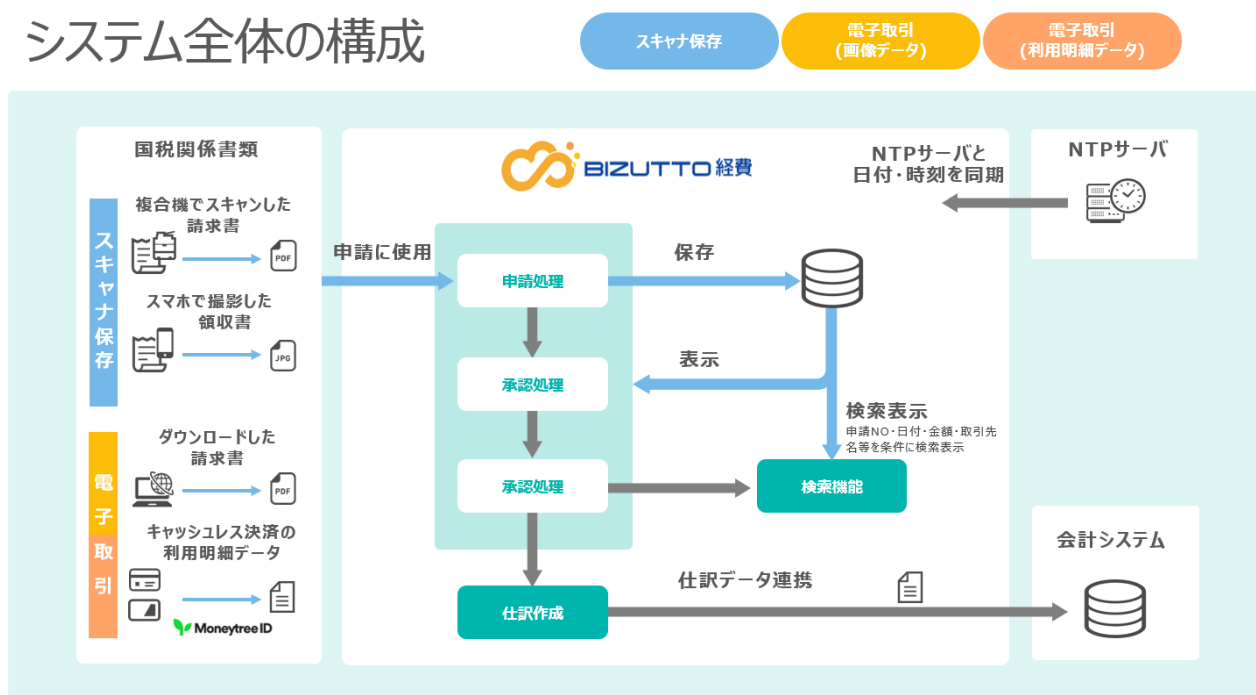 システム全体の構成
スキャナ保存
電子取引
(画像データ)
電子取引
(利用明細データ)
国税関係書類
スキャナ保存
複合機でスキャンした
請求書
PDF
スマホで撮影した
領収書
JPG
電子取引
ダウンロードした
請求書
PDF
キャッシュレス決済の
利用明細データ
Moneytree ID
申請に使用
BIZUTTO経費
申請処理
承認処理
承認処理
仕訳作成
保存
表示
検索表示
申請NO・日付・金額・取引先
名等を条件に検索表示
検索機能
仕訳データ連携
NTPサーバと
日付・時刻を同期
NTPサーバ
会計システム